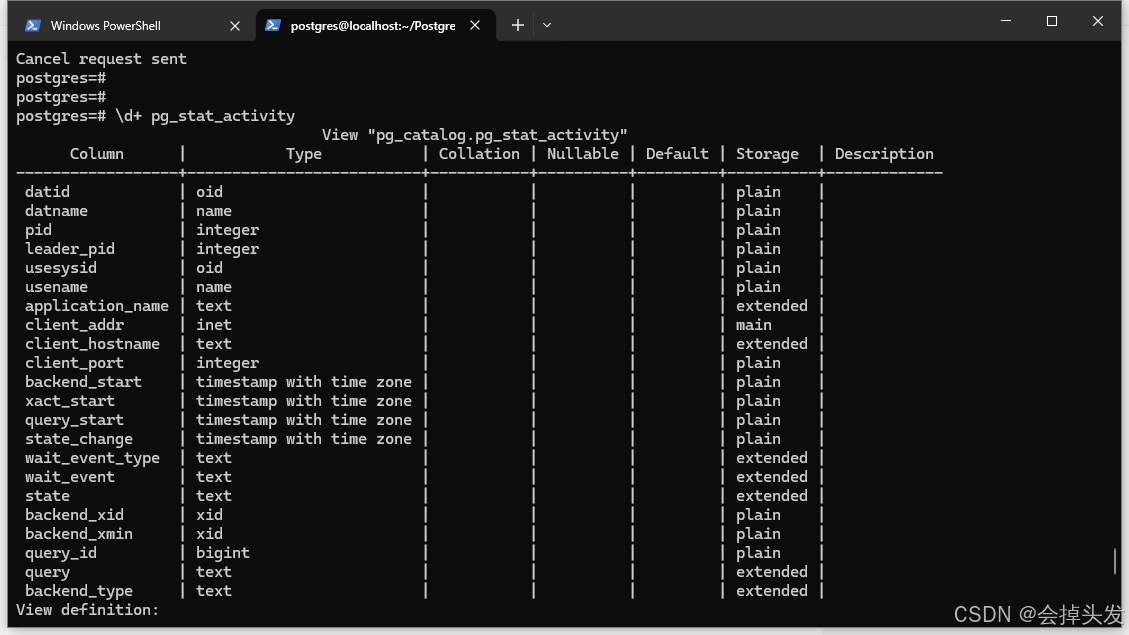 Windows PowerShell
postgres@localhost:~/Postgre
Cancel request sent
postgres=#
postgres=#
postgres=# \d+ pg_stat_activity
View "pg_catalog.pg_stat_activity"
Column | Type | Collation | Nullable | Default | Storage | Description
------------------+--------------------------+-----------+----------+---------+----------+-------------
datid | oid | | | | plain |
datname | name | | | | plain |
pid | integer | | | | plain |
leader_pid | integer | | | | plain |
usesysid | oid | | | | plain |
usename | name | | | | plain |
application_name | text | | | | extended |
client_addr | inet | | | | main |
client_hostname | text | | | | extended |
client_port | integer | | | | plain |
backend_start | timestamp with time zone | | | | plain |
xact_start | timestamp with time zone | | | | plain |
query_start | timestamp with time zone | | | | plain |
state_change | timestamp with time zone | | | | plain |
wait_event_type | text | | | | extended |
wait_event | text | | | | extended |
state | text | | | | extended |
backend_xid | xid | | | | plain |
backend_xmin | xid | | | | plain |
query_id | bigint | | | | plain |
query | text | | | | extended |
backend_type | text | | | | extended |
View definition:
CSDN @会掉头发